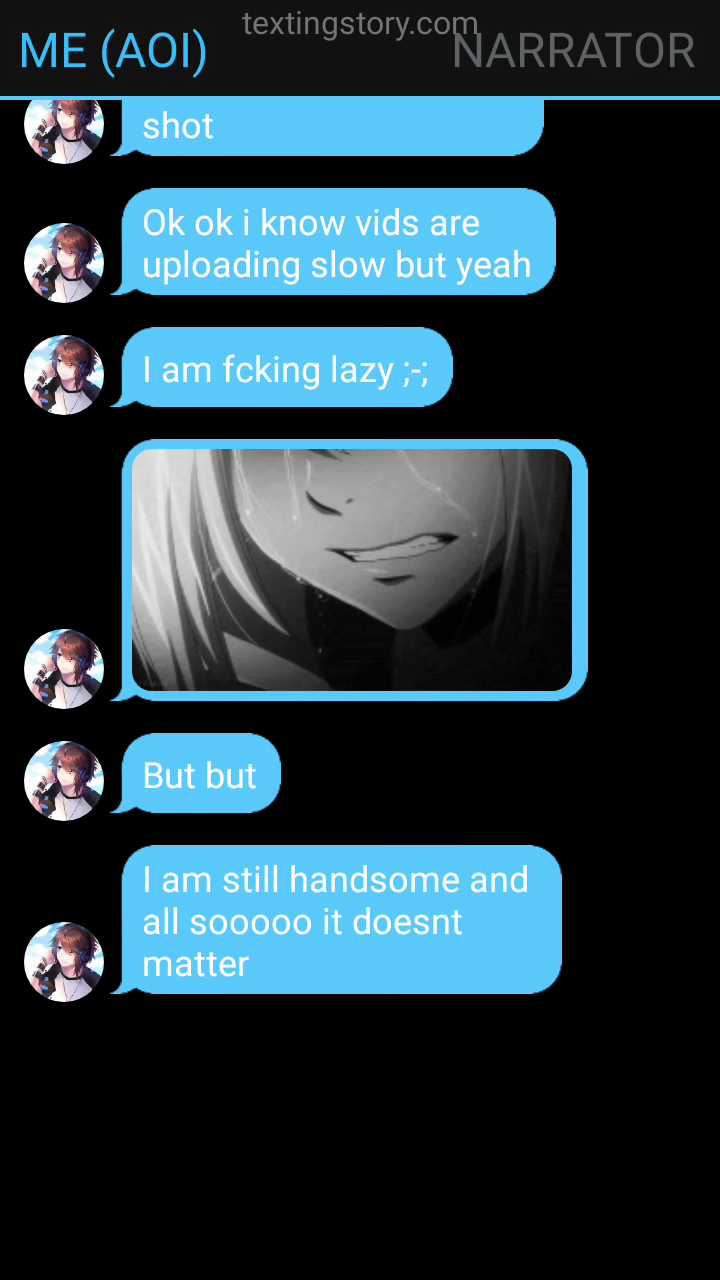 textingstory.com
ME (AOI)
NARRATOR
shot
Ok ok i know vids are
uploading slow but yeah
I am fcking lazy ;-;
But but
I am still handsome and
all sooooo it doesnt
matter